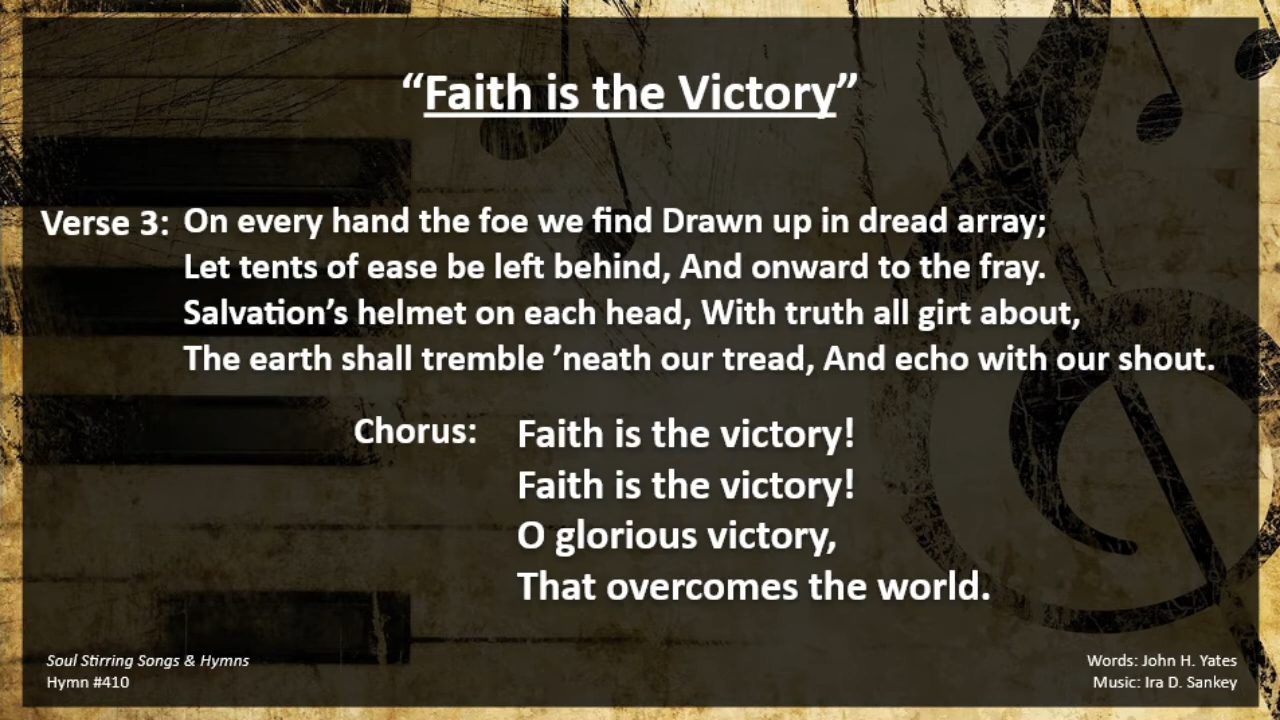 “Faith is the Victory”
Verse 3: On every hand the foe we find Drawn up in dread array;
Let tents of ease be left behind, And onward to the fray.
Salvation’s helmet on each head, With truth all girt about,
The earth shall tremble ’neath our tread, And echo with our shout.
Chorus: Faith is the victory!
Faith is the victory!
O glorious victory,
That overcomes the world.
Soul Stirring Songs & Hymns
Hymn #410
Words: John H. Yates
Music: Ira D. Sankey